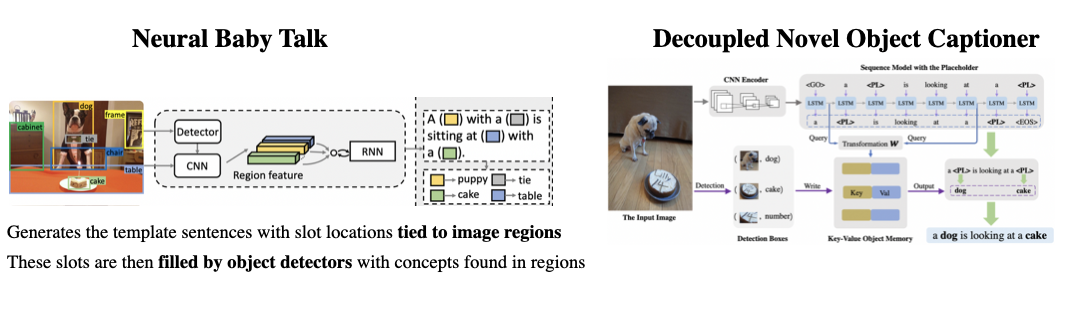 Neural Baby Talk
cabinet
dog
frame
tie
chair
table
cake
Detector
CNN
Region feature
RNN
A ( ) with a ( ) is
sitting at ( ) with
a ( ).
puppy
tie
cake
table
Generates the template sentences with slot locations tied to image regions
These slots are then filled by object detectors with concepts found in regions
Decoupled Novel Object Captioner
Sequence Model with the Placeholder
CNN Encoder
<GO> a <PL> is looking at a <PL>
LSTM LSTM LSTM LSTM LSTM LSTM LSTM LSTM
a <PL> is looking at a <PL> <EOS>
Query
Query
Transformation W
The Input Image
Detection
( , dog)
( , cake)
( , number)
Detection Boxes
Write
Key Val
Key-Value Object Memory
Output
a <PL> is looking at a <PL>
dog cake
a dog is looking at a cake